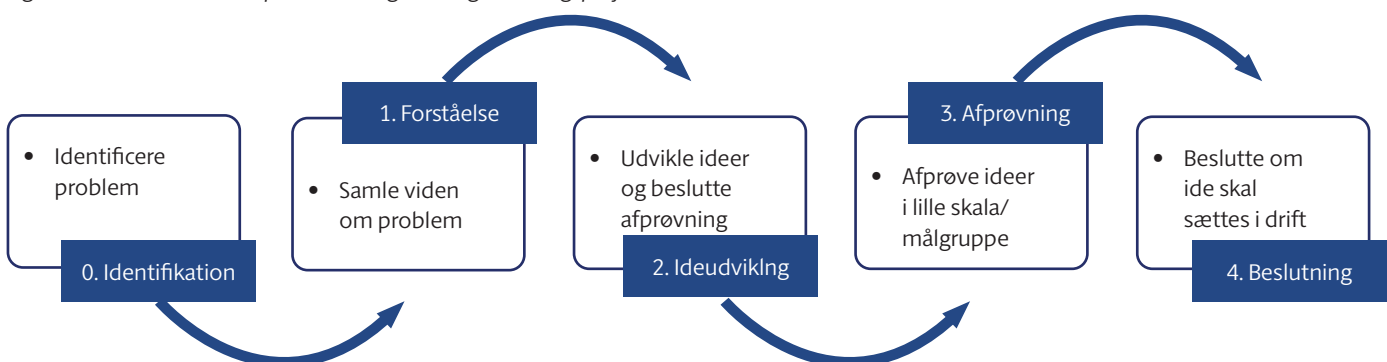 1. Forståelse
3. Afprøvning
• Identificere
problem
• Samle viden
om problem
• Udvikle ideer
og beslutte
afprøvning
• Afprøve ideer
i lille skala/
målgruppe
• Beslutte om
ide skal
sættes i drift
0. Identifikation
2. Ideudviklng
4. Beslutning